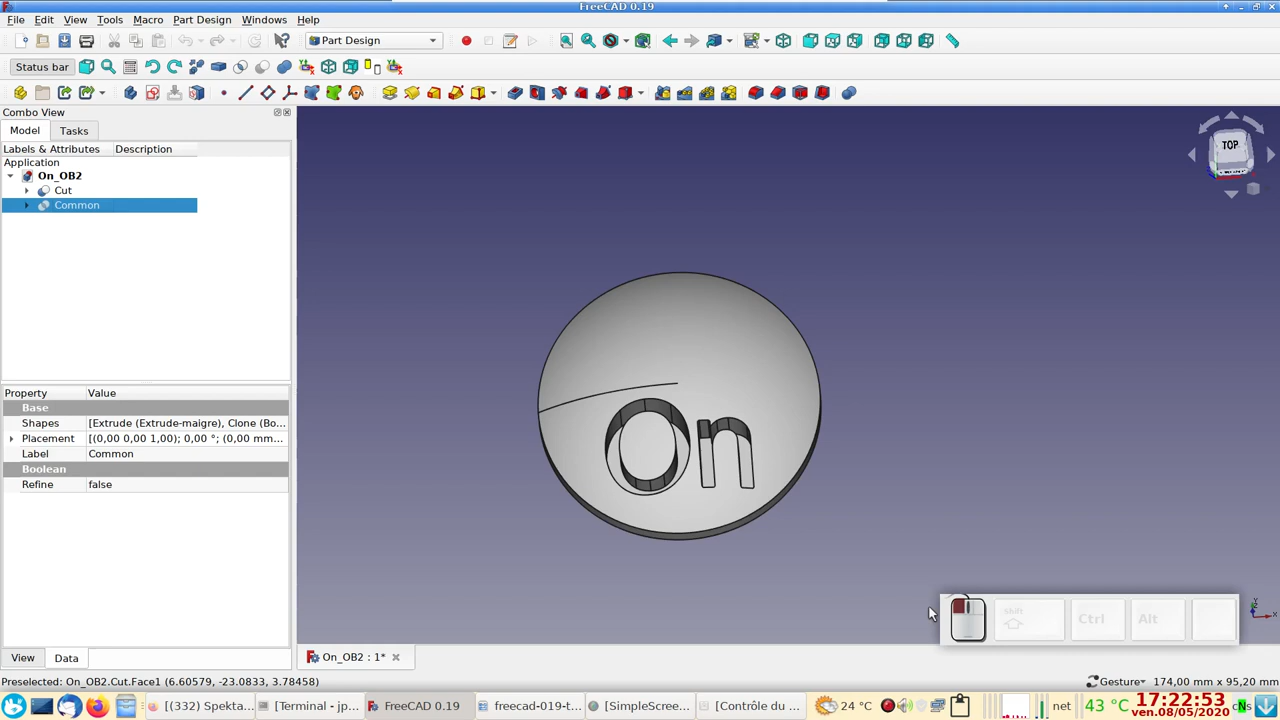 FreeCAD 0.19
File Edit View Tools Macro Part Design Windows Help
Part Design
Status bar
Combo View
Model Tasks
Labels & Attributes Description
Application
On_OB2
Cut
Common
TOP
On
Property Value
Base
Shapes [Extrude (Extrude-maigre), Clone (Bo...
Placement [(0,00 0,00 1,00); 0,00 °; (0,00 mm...
Label Common
Boolean
Refine false
Shift Ctrl Alt
View Data
On_OB2 : 1*
Preselected: On_OB2.Cut.Face1 (6.60579, -23.0833, 3.78458) Gesture 174,00 mm x 95,20 mm
[(332) Spekta... [Terminal - jp... FreeCAD 0.19 freecad-019-t... [SimpleScree... [Contrôle du ... 24 °C net 43 °C 17:22:53
ven.08/05/2020